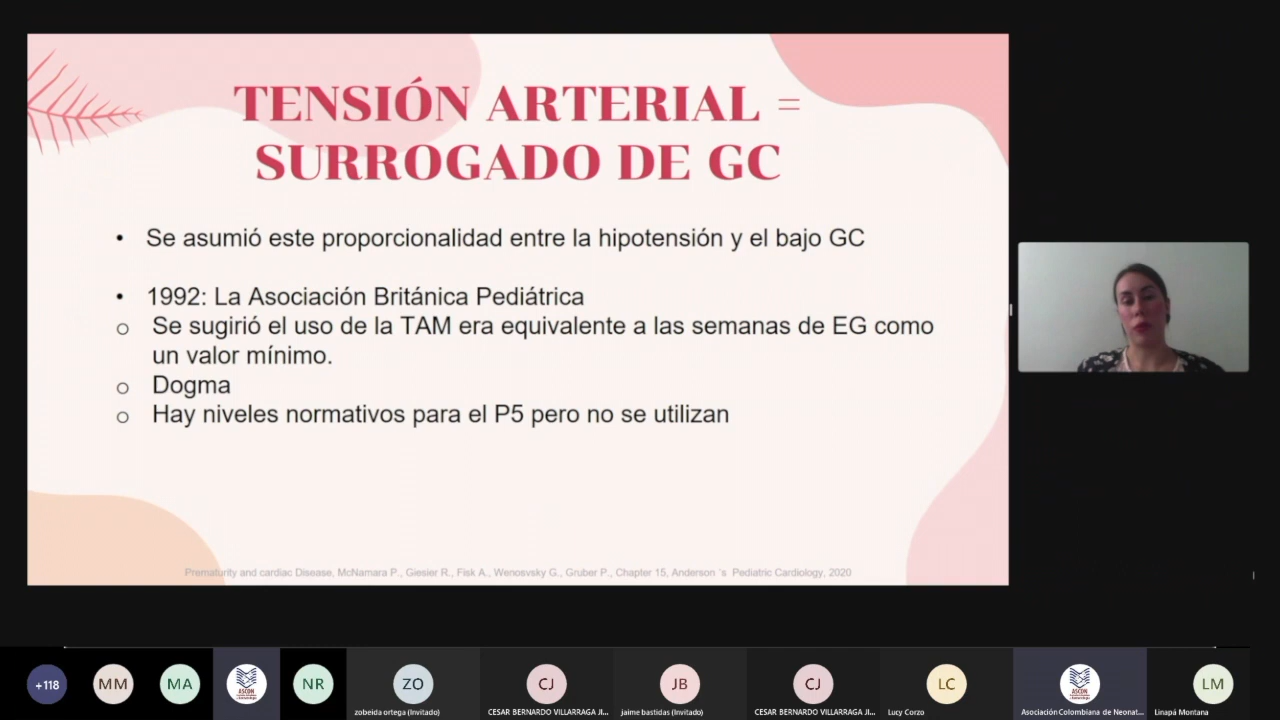 TENSIÓN ARTERIAL =
SURROGADO DE GC
• Se asumió este proporcionalidad entre la hipotensión y el bajo GC
• 1992: La Asociación Británica Pediátrica
o Se sugirió el uso de la TAM era equivalente a las semanas de EG como
un valor mínimo.
o Dogma
o Hay niveles normativos para el P5 pero no se utilizan
Prematurity and cardiac Disease, McNamara P., Giesier R., Fisk A., Wenosvsky G., Gruber P., Chapter 15, Anderson ´s Pediatric Cardiology, 2020
+118
MM
MA
ASCON
NR
ZO
CJ
JB
CJ
LC
ASCON
LM
zobeida ortega (Invitado)
CESAR BERNARDO VILLARRAGA JI...
jaime bastidas (Invitado)
CESAR BERNARDO VILLARRAGA JI...
Lucy Corzo
Asociación Colombiana de Neonat...
Linapá Montana